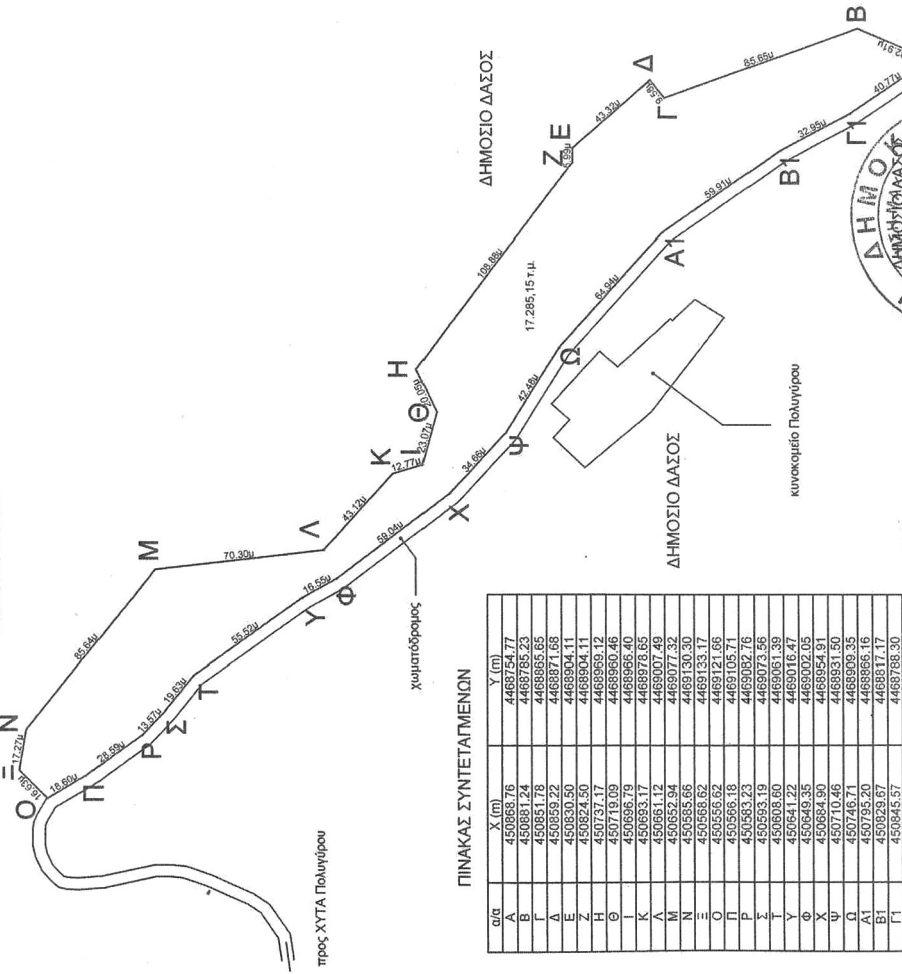 Ξ
Ν
17.27μ
16.63μ
Ο
18.60μ
Π
28.59μ
85.64μ
Μ
Ρ
13.57μ
Σ
19.63μ
Τ
70.30μ
55.52μ
Λ
Υ
16.55μ
Φ
43.12μ
Κ
12.77μ
Ι
23.07μ
Θ
20.05μ
Η
59.04μ
Χ
34.66μ
Ψ
42.48μ
Ω
64.94μ
Α1
59.91μ
Β1
32.95μ
Γ1
40.77μ
108.88μ
Ζ
Ε
5.99μ
43.32μ
Δ
9.58μ
Γ
85.65μ
Β
ΔΗΜΟΣΙΟ ΔΑΣΟΣ
17.285,15 τ.μ.
Χωματόδρομος
προς ΧΥΤΑ Πολυγύρου
ΔΗΜΟΣΙΟ ΔΑΣΟΣ
κυνοκομείο Πολυγύρου
ΔΗΜΟΣΙΟ ΔΑΣΟΣ
ΔΗΜΟΚ
ΠΙΝΑΚΑΣ ΣΥΝΤΕΤΑΓΜΕΝΩΝ
α/α X (m) Y (m)
Α 450868.76 4468754.77
Β 450881.24 4468785.23
Γ 450851.78 4468865.65
Δ 450859.22 4468871.68
Ε 450830.50 4468904.11
Ζ 450824.50 4468904.11
Η 450737.17 4468969.12
Θ 450719.09 4468960.46
Ι 450696.79 4468966.40
Κ 450693.17 4468978.65
Λ 450661.12 4469007.49
Μ 450652.94 4469077.32
Ν 450585.66 4469130.30
Ξ 450568.62 4469133.17
Ο 450556.62 4469121.66
Π 450566.18 4469105.71
Ρ 450583.23 4469082.76
Σ 450593.19 4469073.56
Τ 450608.60 4469061.39
Υ 450641.22 4469016.47
Φ 450649.35 4469002.05
Χ 450684.90 4468954.91
Ψ 450710.46 4468931.50
Ω 450746.71 4468909.35
Α1 450795.20 4468866.16
Β1 450829.67 4468817.17
Γ1 450845.57 4468788.30